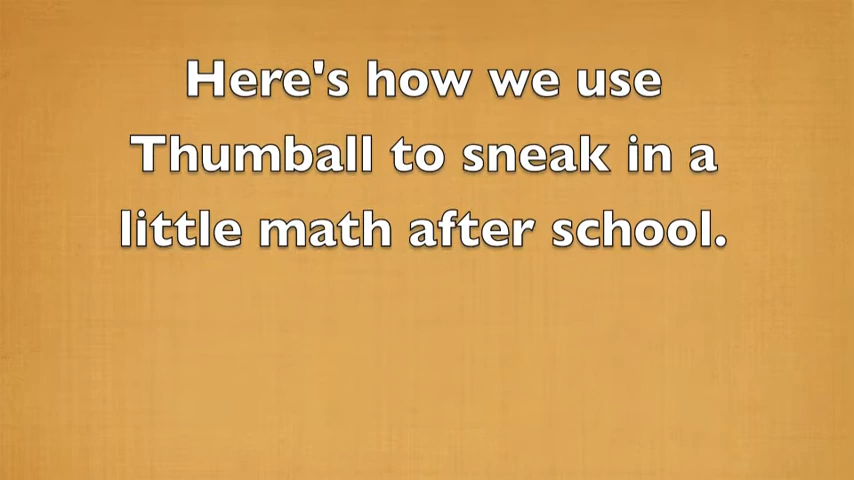 Here's how we use
Thumball to sneak in a
little math after school.